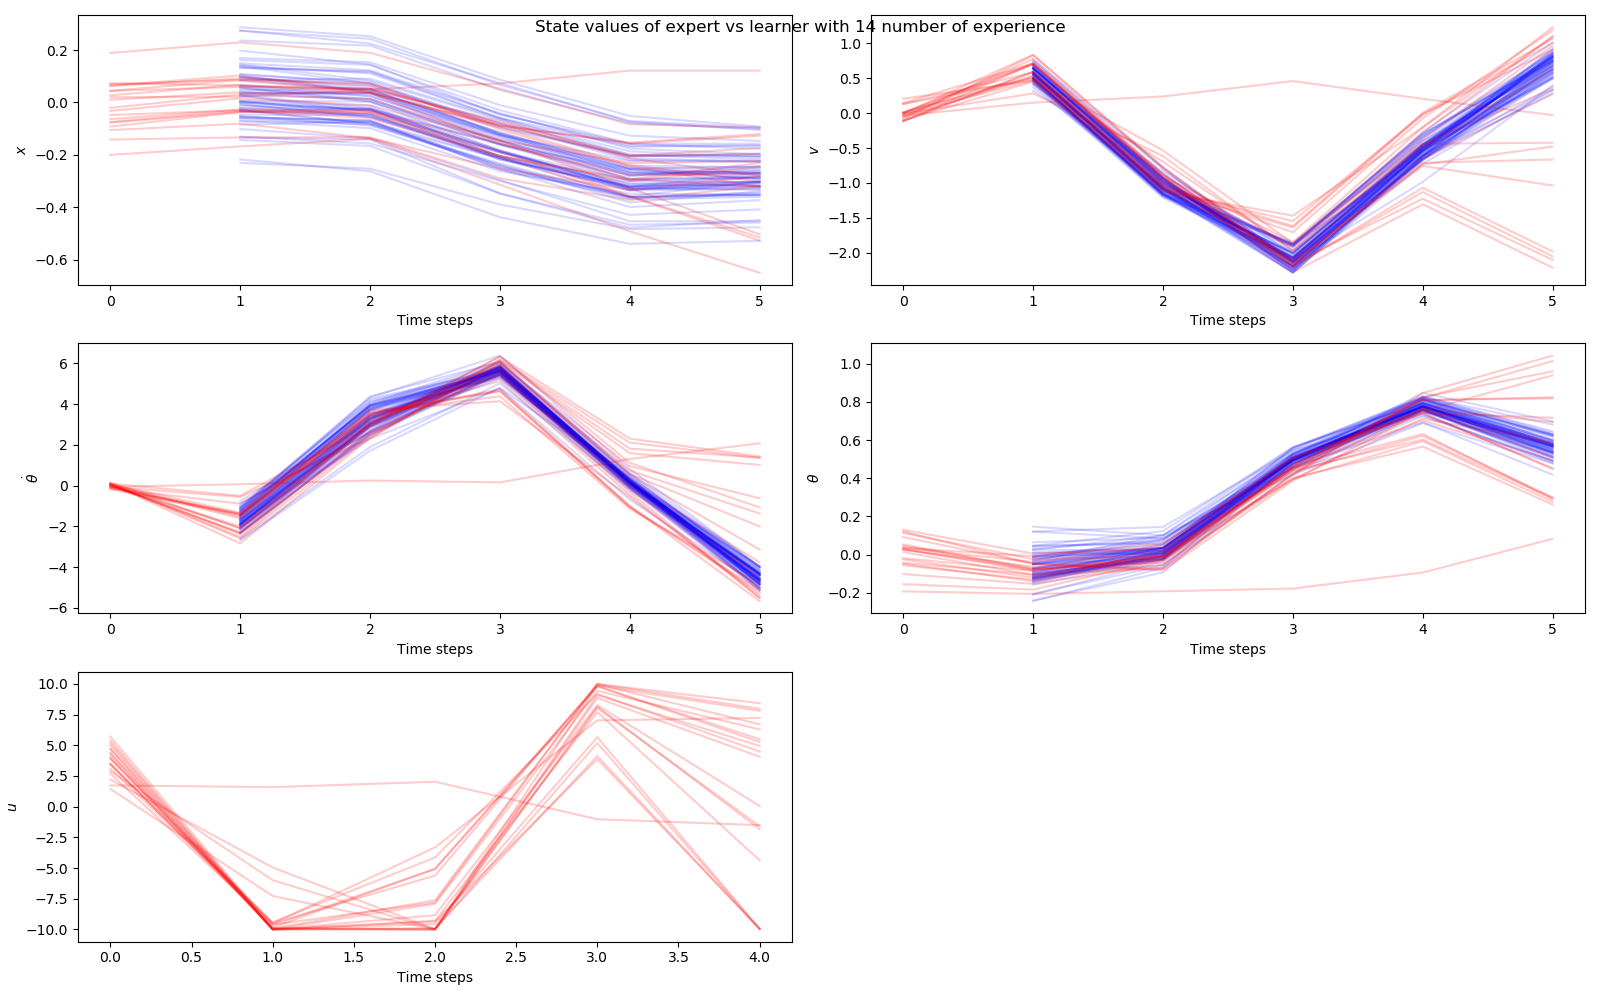 State values of expert vs learner with 14 number of experience
0.2
0.0
−0.2
−0.4
−0.6
x
0 1 2 3 4 5
Time steps
1.0
0.5
0.0
−0.5
−1.0
−1.5
−2.0
v
0 1 2 3 4 5
Time steps
6
4
2
0
−2
−4
−6
θ̇
0 1 2 3 4 5
Time steps
1.0
0.8
0.6
0.4
0.2
0.0
−0.2
θ
0 1 2 3 4 5
Time steps
10.0
7.5
5.0
2.5
0.0
−2.5
−5.0
−7.5
−10.0
u
0.0 0.5 1.0 1.5 2.0 2.5 3.0 3.5 4.0
Time steps